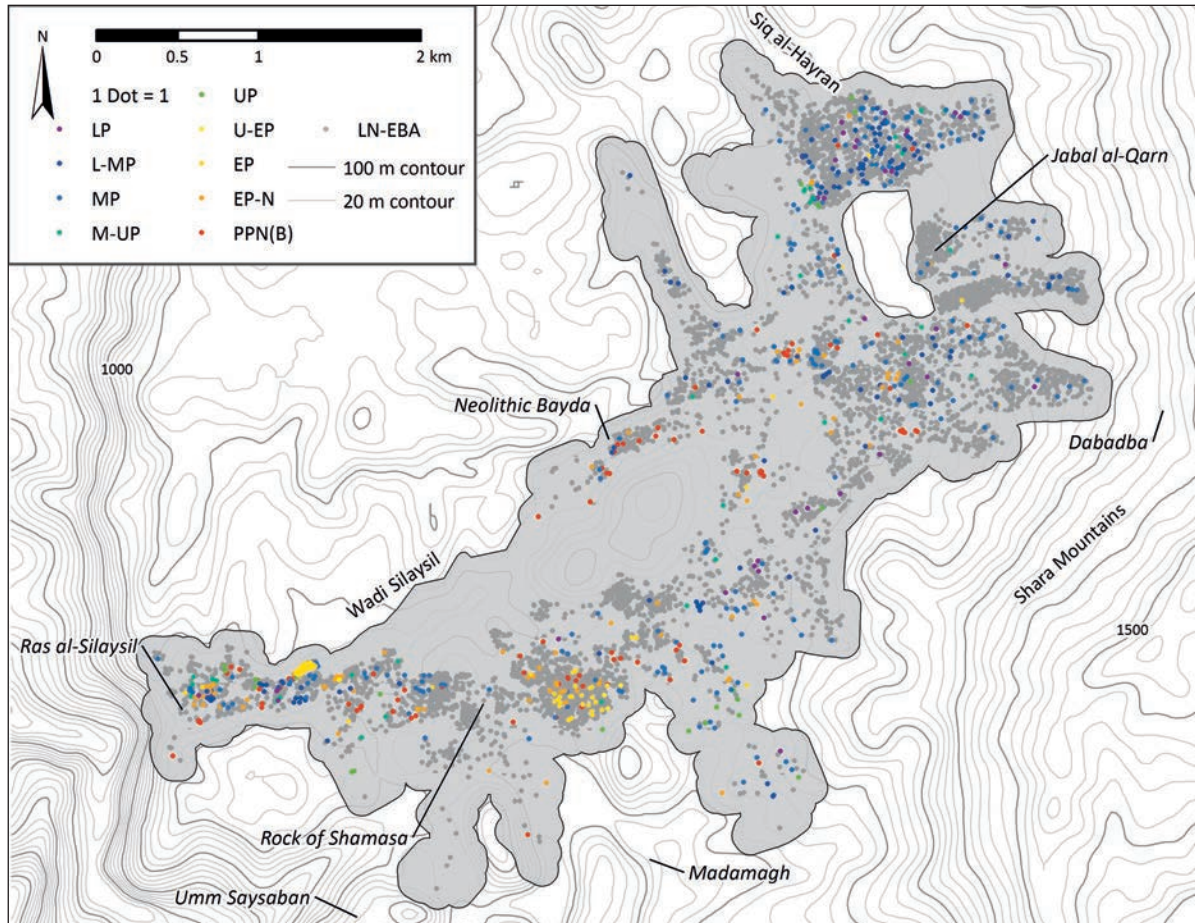 N
0 0.5 1 2 km
1 Dot = 1
LP
L-MP
MP
M-UP
UP
U-EP
EP
EP-N
PPN(B)
LN-EBA
100 m contour
20 m contour
Siq al-Hayran
Jabal al-Qarn
1000
Neolithic Bayda
Dabadba
Shara Mountains
Wadi Silaysil
1500
Ras al-Silaysil
Rock of Shamasa
Madamagh
Umm Saysaban